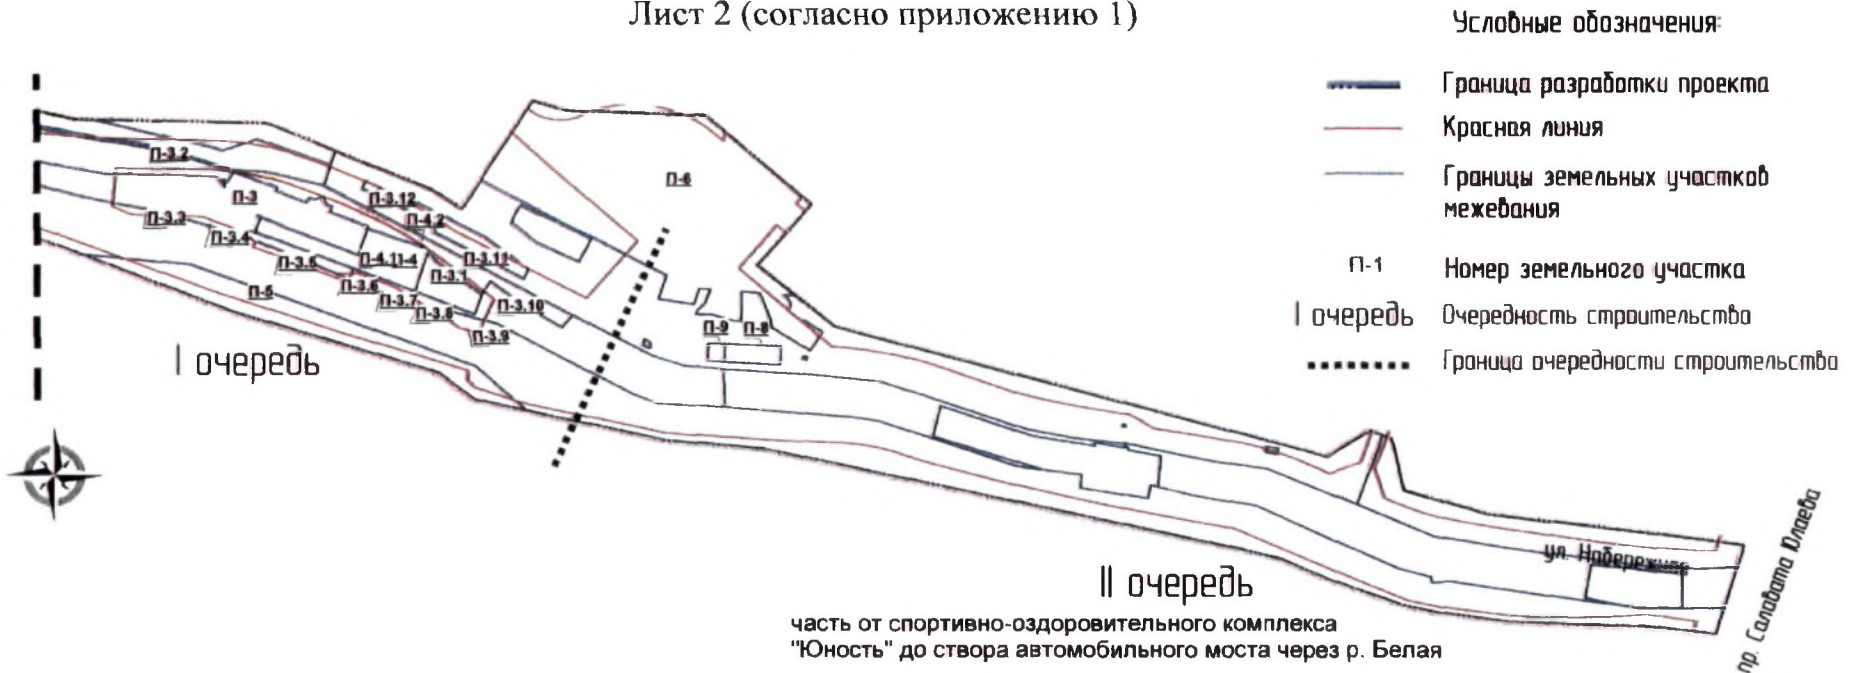 Лист 2 (согласно приложению 1)
Условные обозначения:
Граница разработки проекта
Красная линия
Границы земельных участков
межевания
П-1 Номер земельного участка
I очередь Очередность строительства
Граница очередности строительства
П-3.2
П-3
П-3.12
П-6
П-3.3
П-4.2
П-3.4
П-3.5
П-4.1
П-4
П-3.11
П-3.1
П-5
П-3.6
П-3.7
П-3.10
П-3.8
П-3.9
П-9
П-8
I очередь
ул. Набережная
пр. Салавата Юлаева
II очередь
часть от спортивно-оздоровительного комплекса
"Юность" до створа автомобильного моста через р. Белая